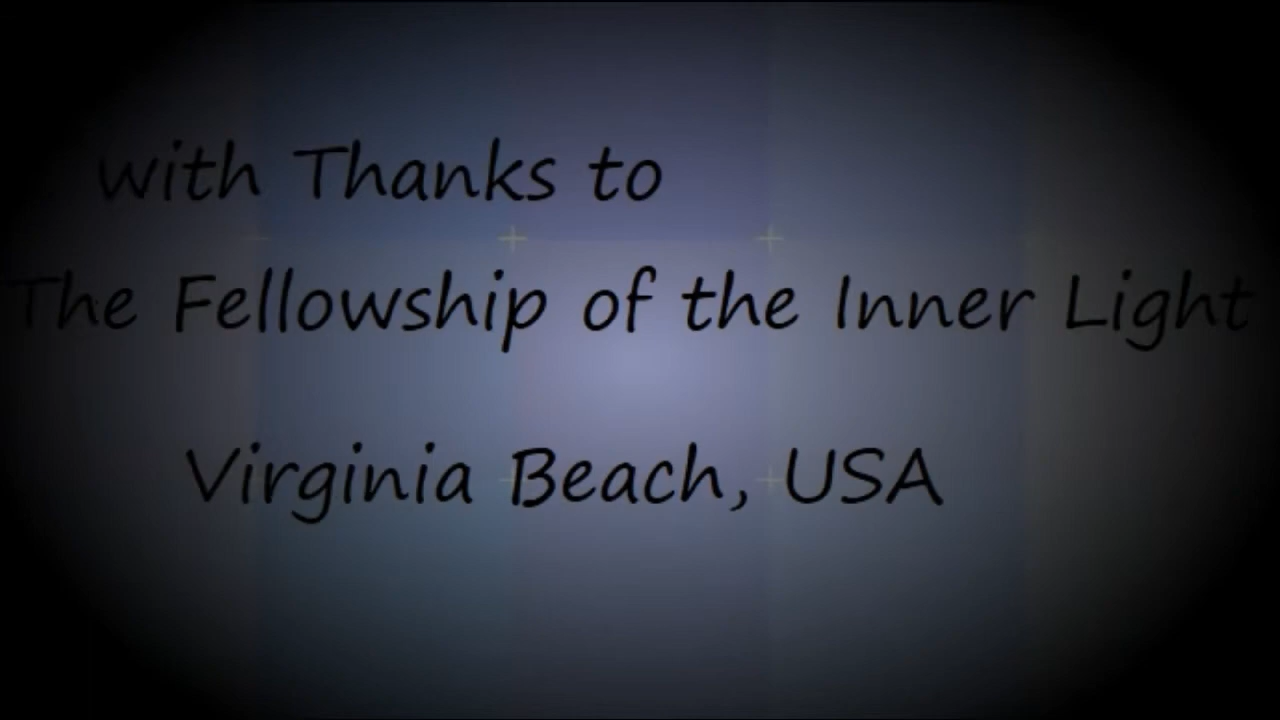 with Thanks to
The Fellowship of the Inner Light
Virginia Beach, USA